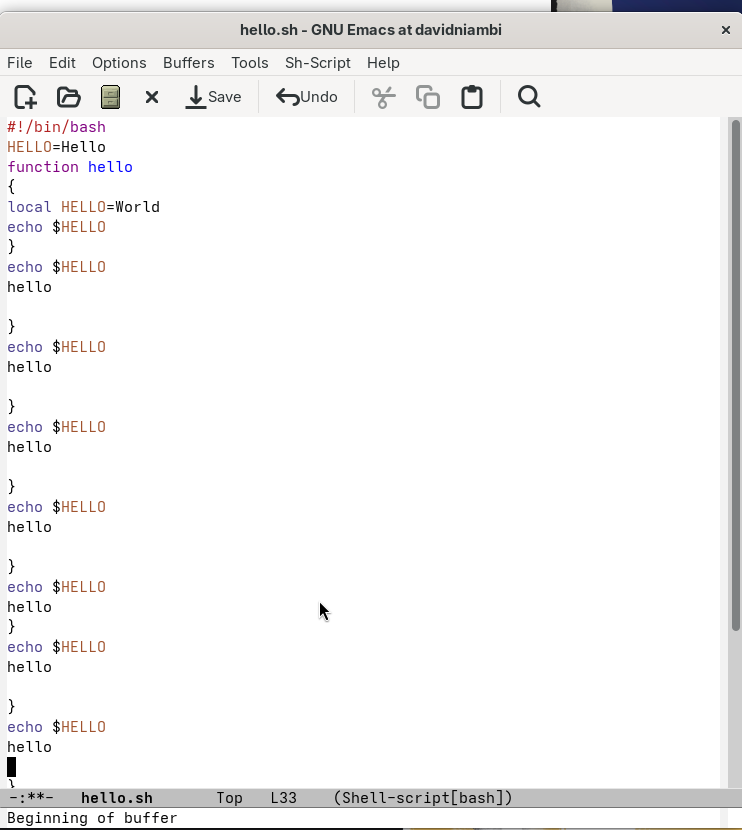 hello.sh - GNU Emacs at davidniambi
File Edit Options Buffers Tools Sh-Script Help
Save Undo
#!/bin/bash
HELLO=Hello
function hello
{
local HELLO=World
echo $HELLO
}
echo $HELLO
hello
}
echo $HELLO
hello
}
echo $HELLO
hello
}
echo $HELLO
hello
}
echo $HELLO
hello
}
echo $HELLO
hello
}
echo $HELLO
hello
}
-:**- hello.sh Top L33 (Shell-script[bash])
Beginning of buffer